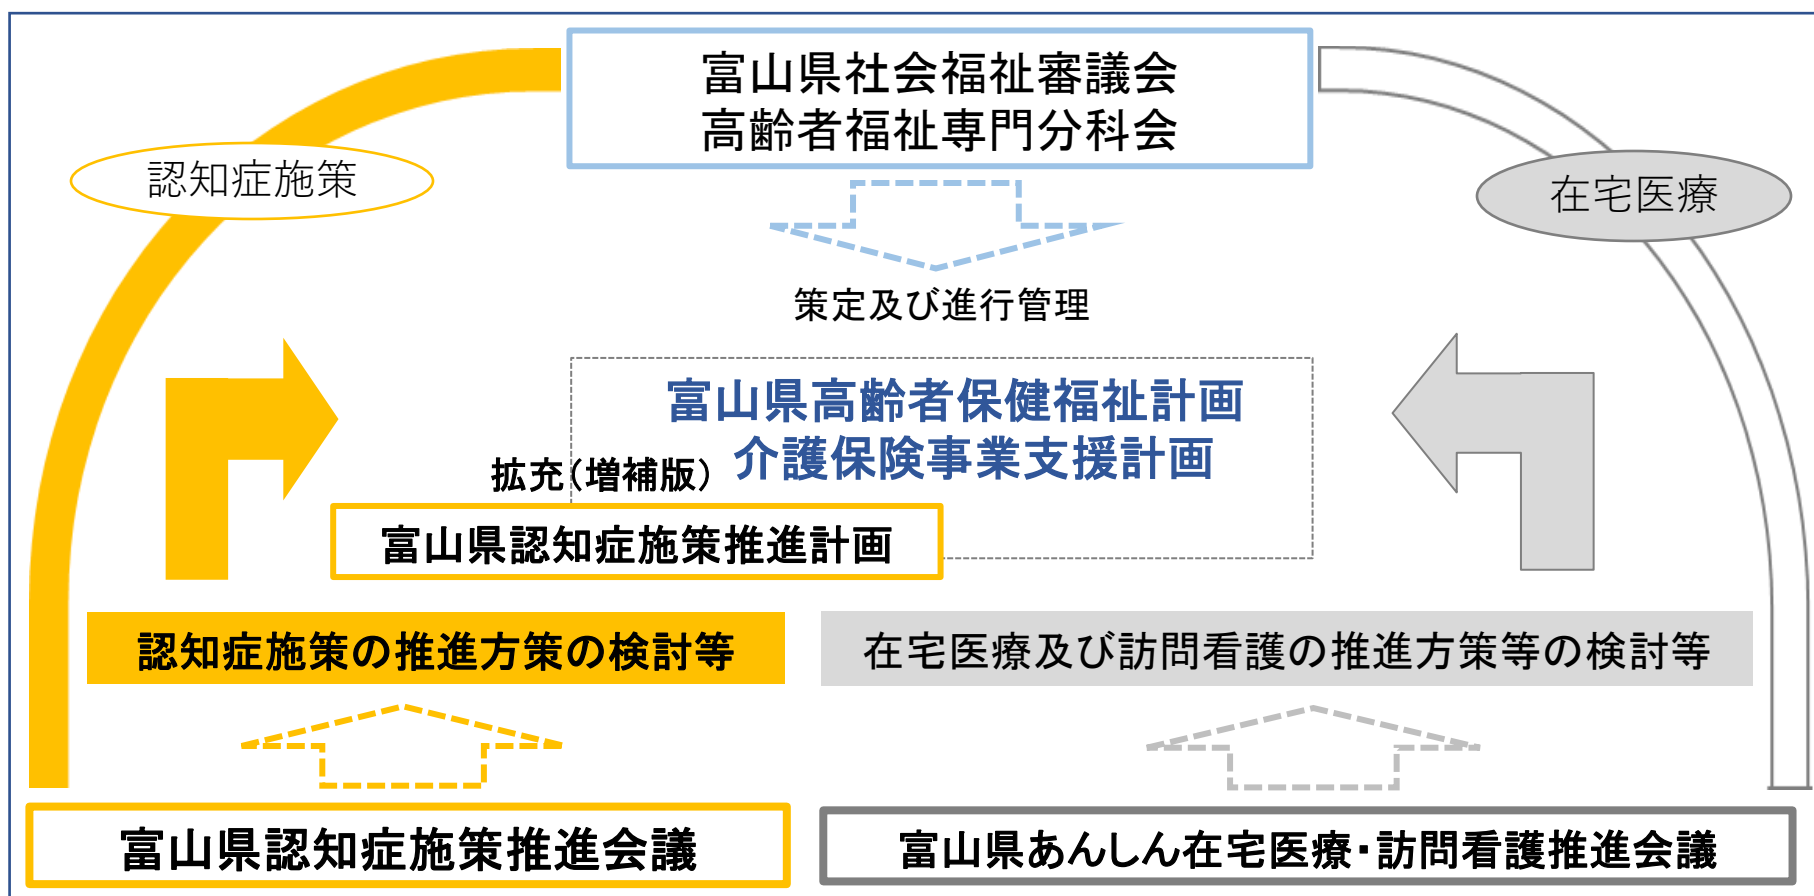 富山県社会福祉審議会
高齢者福祉専門分科会
認知症施策
在宅医療
策定及び進行管理
富山県高齢者保健福祉計画
介護保険事業支援計画
拡充（増補版）
富山県認知症施策推進計画
認知症施策の推進方策の検討等
在宅医療及び訪問看護の推進方策等の検討等
富山県認知症施策推進会議
富山県あんしん在宅医療・訪問看護推進会議